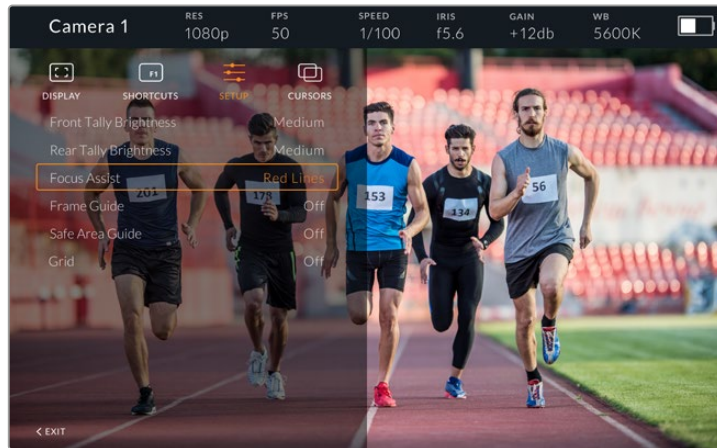 Camera 1
RES
1080p
FPS
50
SPEED
1/100
IRIS
f5.6
GAIN
+12db
WB
5600K
DISPLAY
F1
SHORTCUTS
SETUP
CURSORS
Front Tally Brightness Medium
Rear Tally Brightness Medium
Focus Assist Red Lines
Frame Guide Off
Safe Area Guide Off
Grid Off
201
178
153
134
56
< EXIT